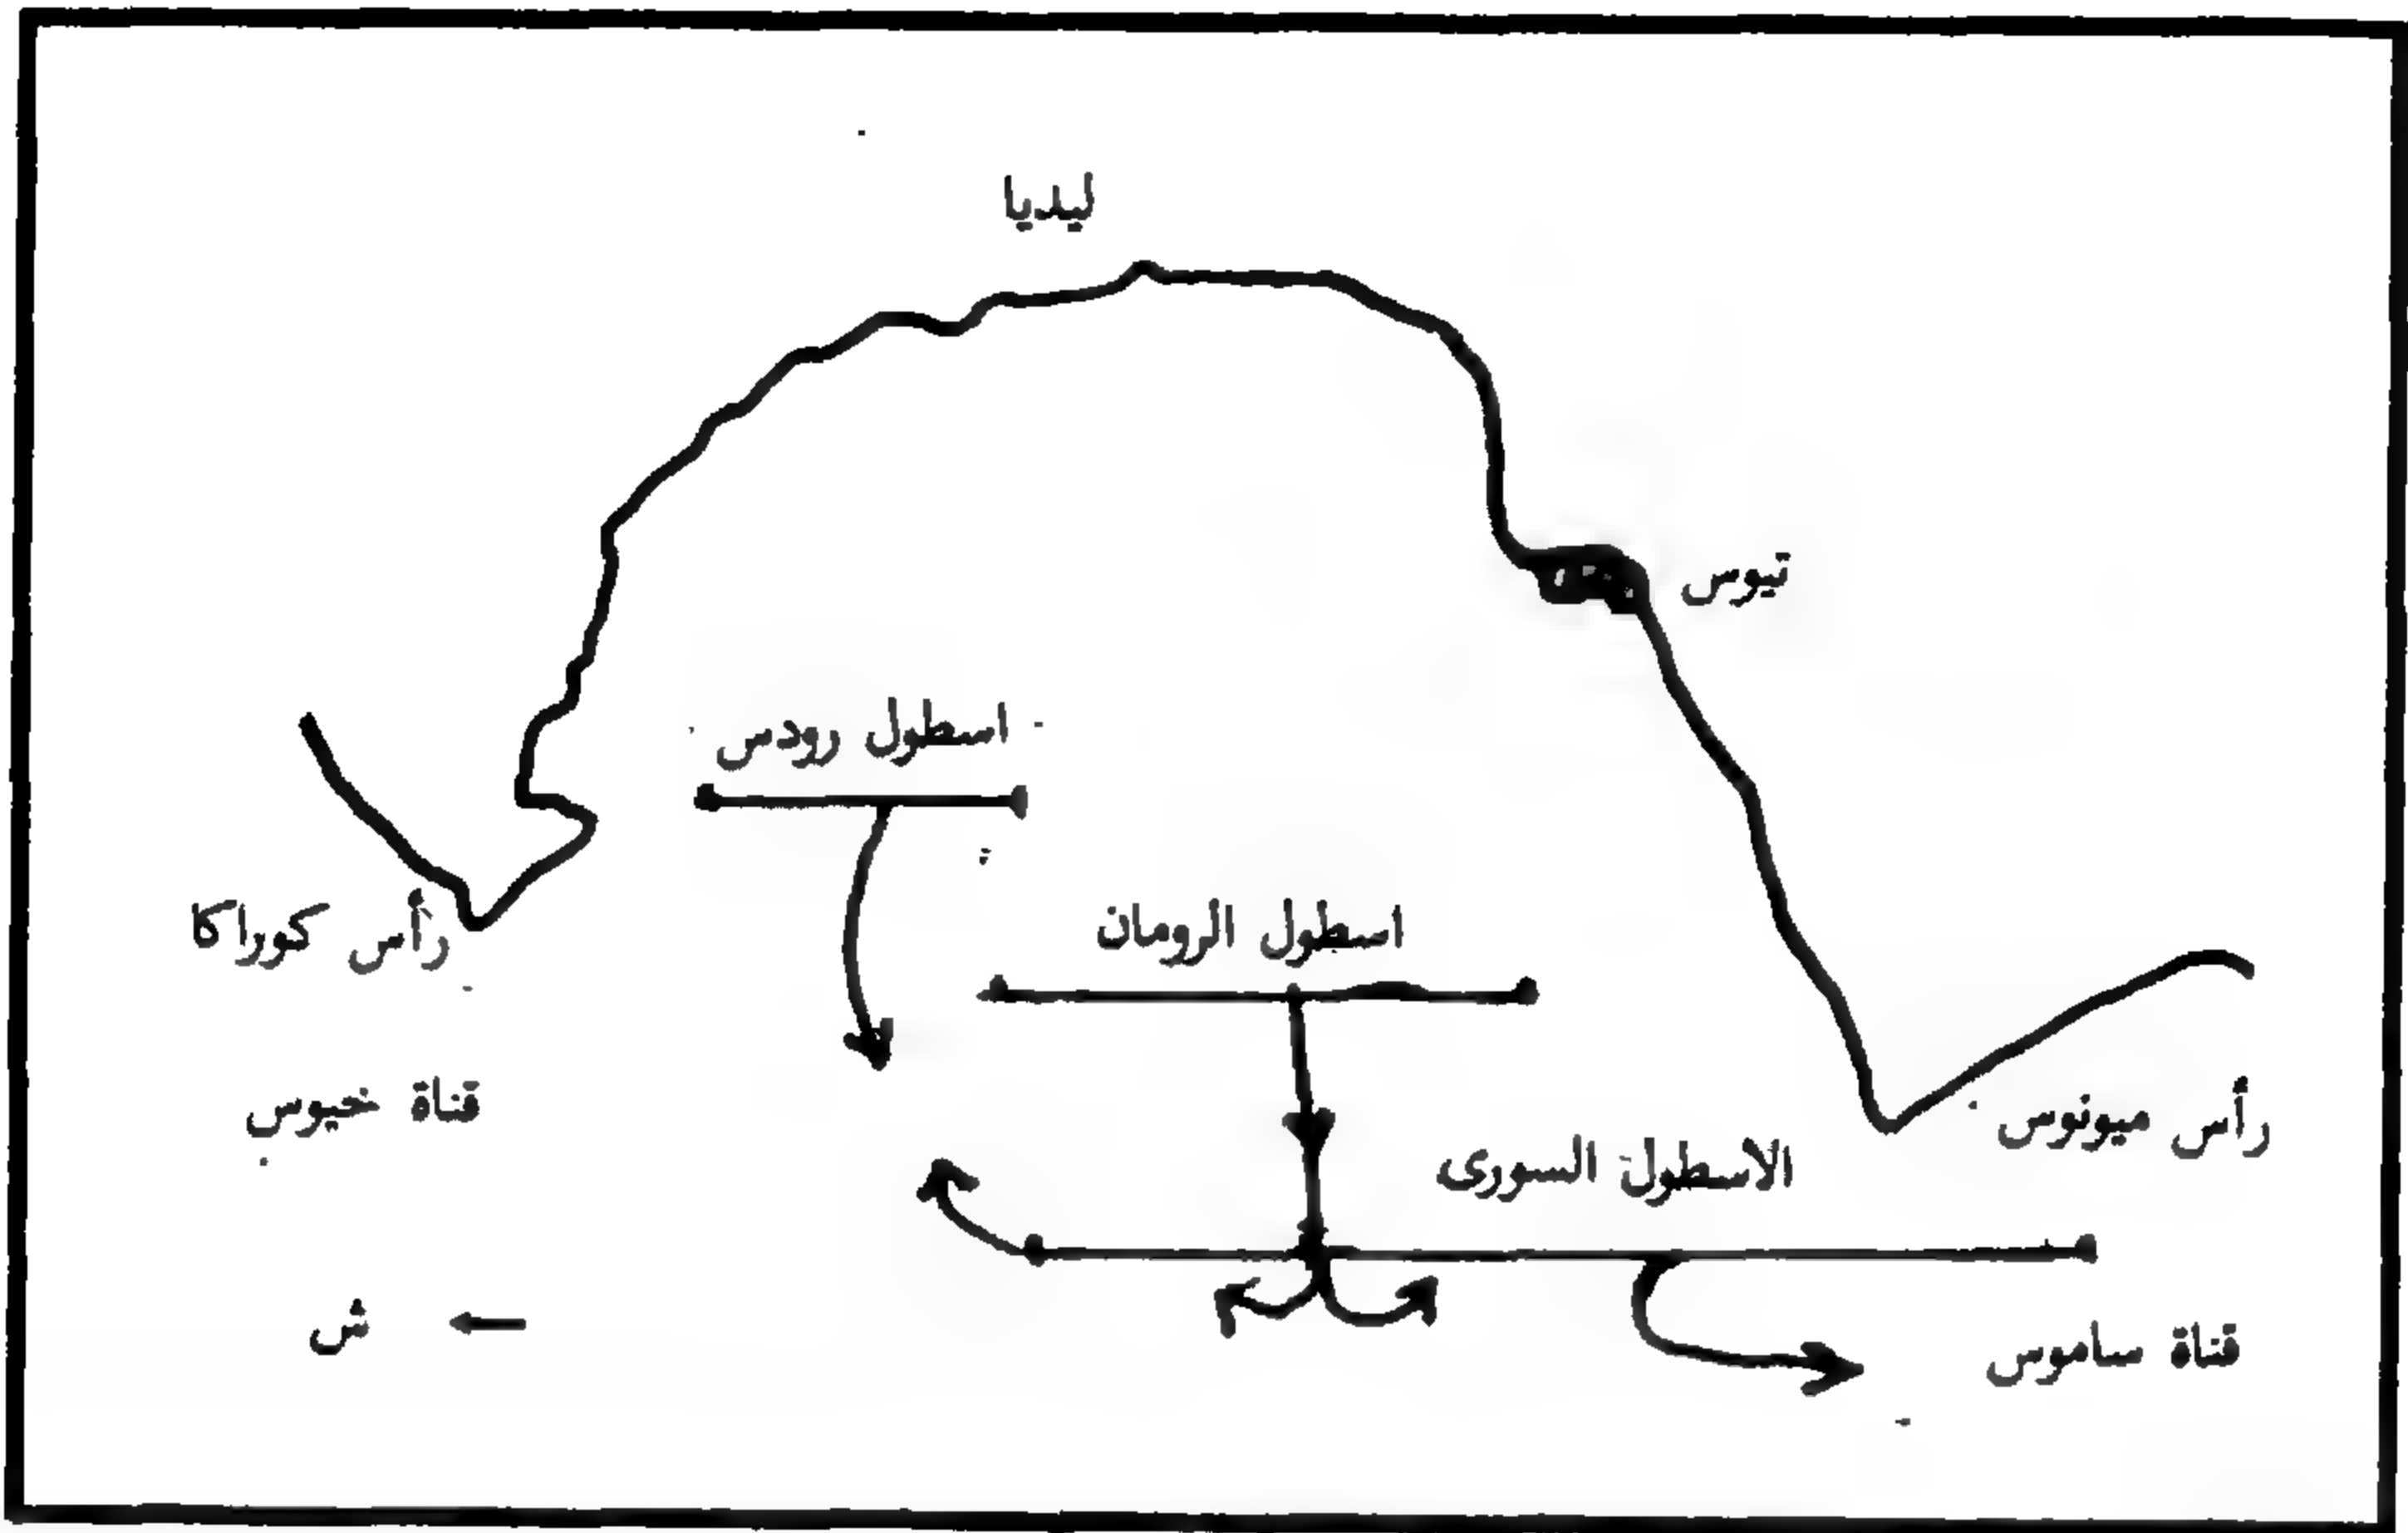 ليديا
تيوس
اسطول رودس
اسطول الرومان
رأس كوراكا
قناة خيوس
رأس ميونوس
الاسطول السورى
ش
قناة ساموس